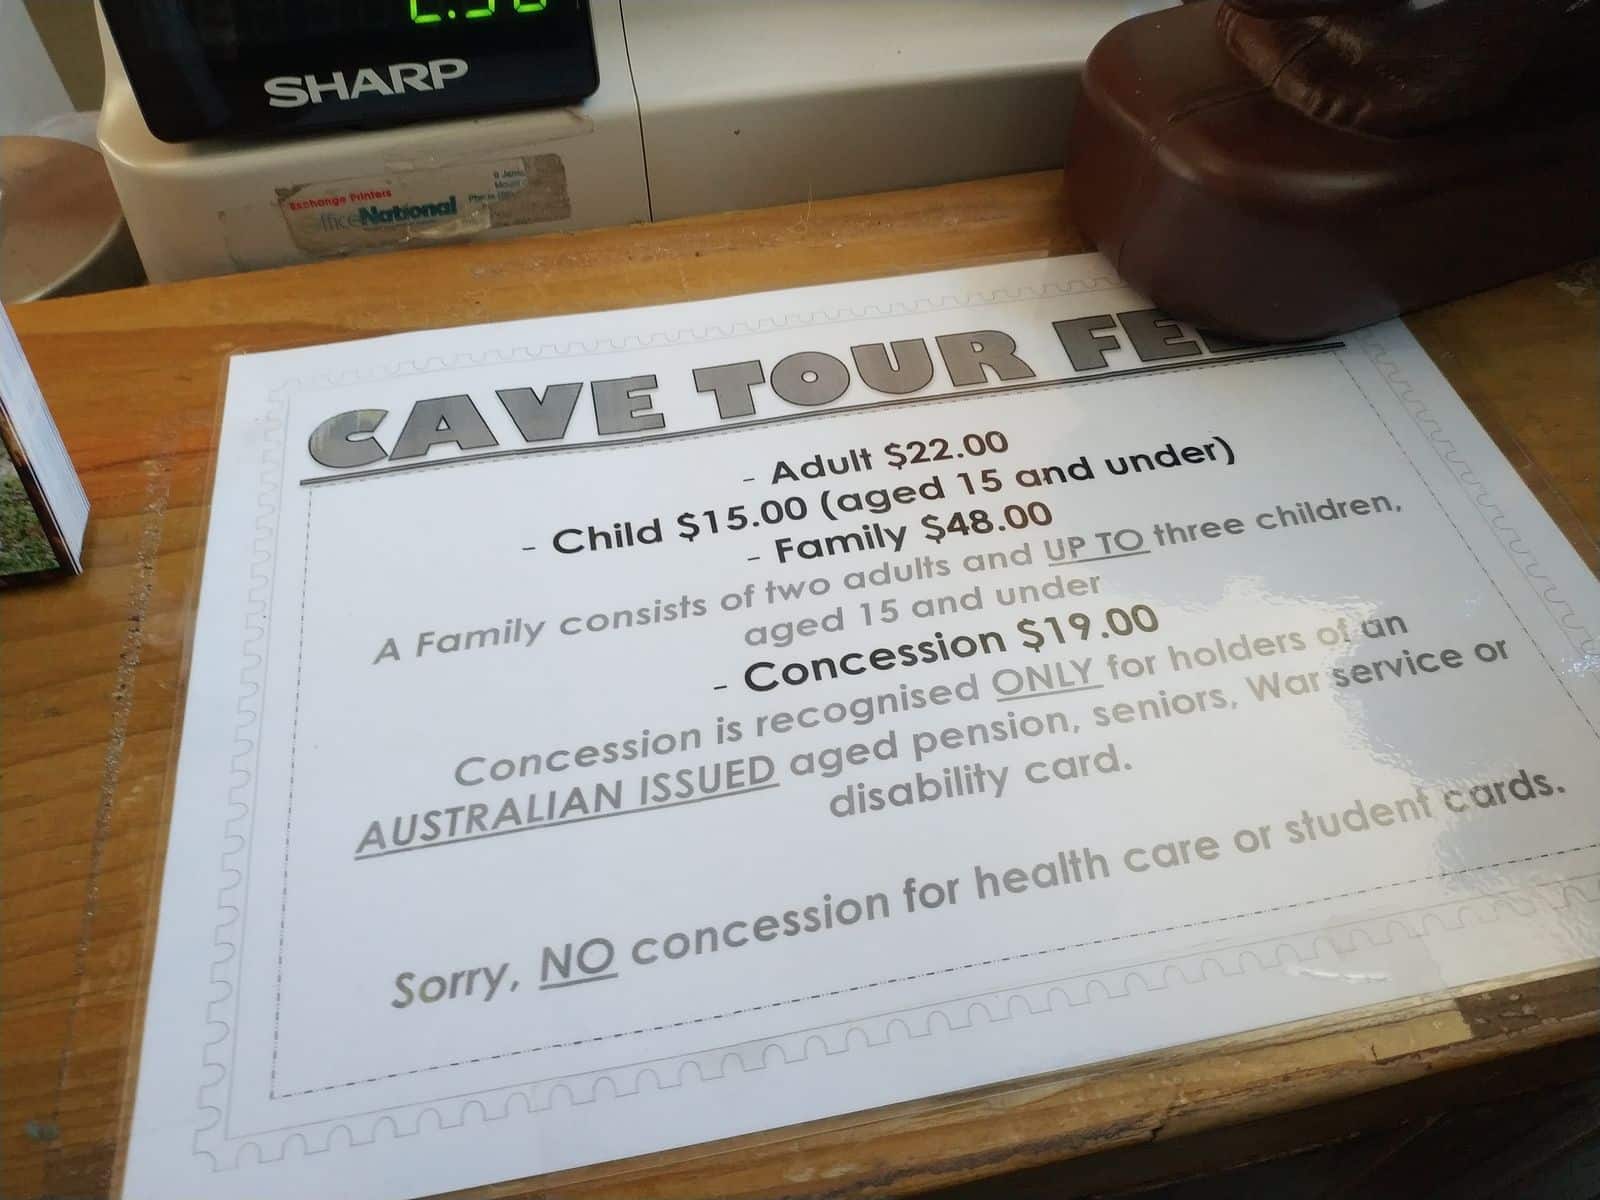 SHARP
Exchange Printers
fficeNational
CAVE TOUR
- Adult $22.00
- Child $15.00 (aged 15 and under)
- Family $48.00
A Family consists of two adults and UP TO three children,
aged 15 and under
- Concession $19.00
Concession is recognised ONLY for holders of an
AUSTRALIAN ISSUED aged pension, seniors, War service or
disability card.
Sorry, NO concession for health care or student cards.